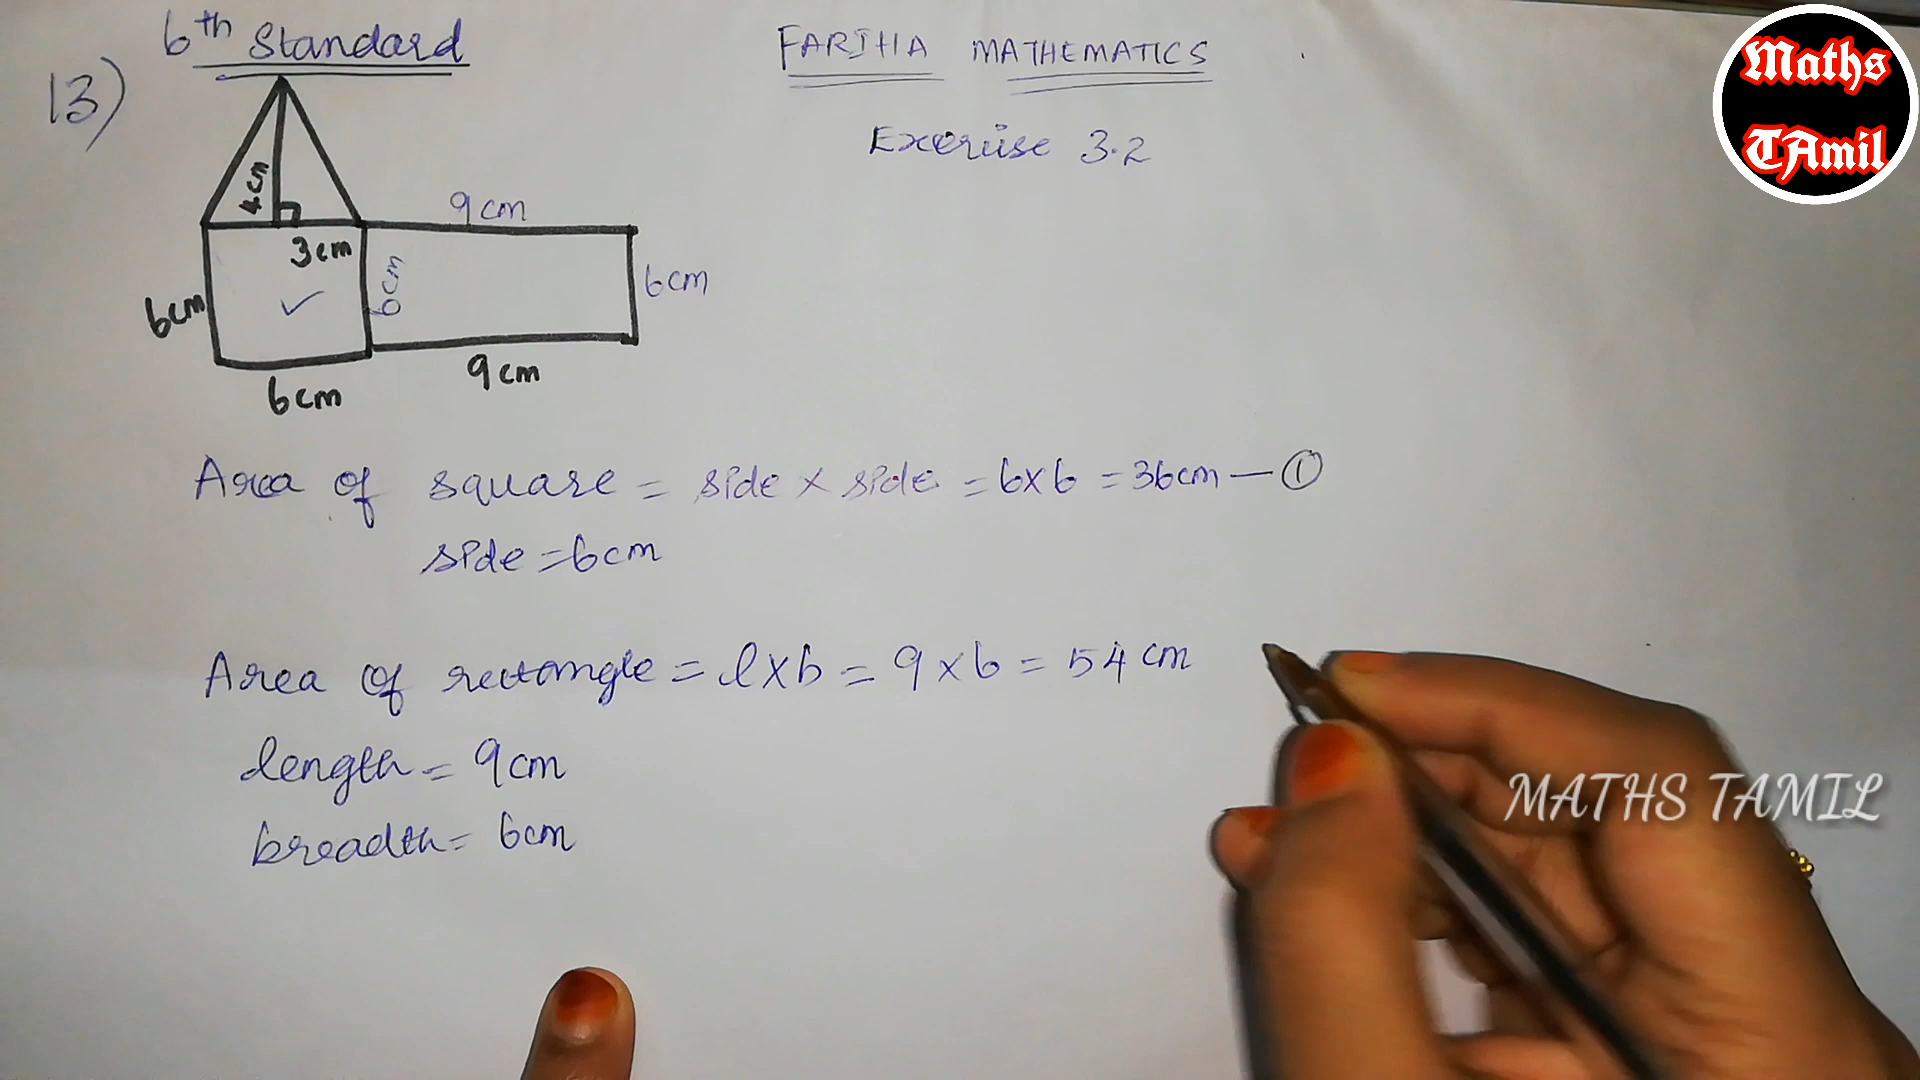 6th Standard
FARJHA MATHEMATICS
Maths
TAmil
13)
Exercise 3.2
4cm
9cm
3cm
6cm
6cm
6cm
6cm
9cm
Area of square = side × side = 6×6 = 36cm — ①
side = 6cm
Area of rectangle = l×b = 9×6 = 54 cm
length = 9cm
MATHS TAMIL
breadth = 6cm